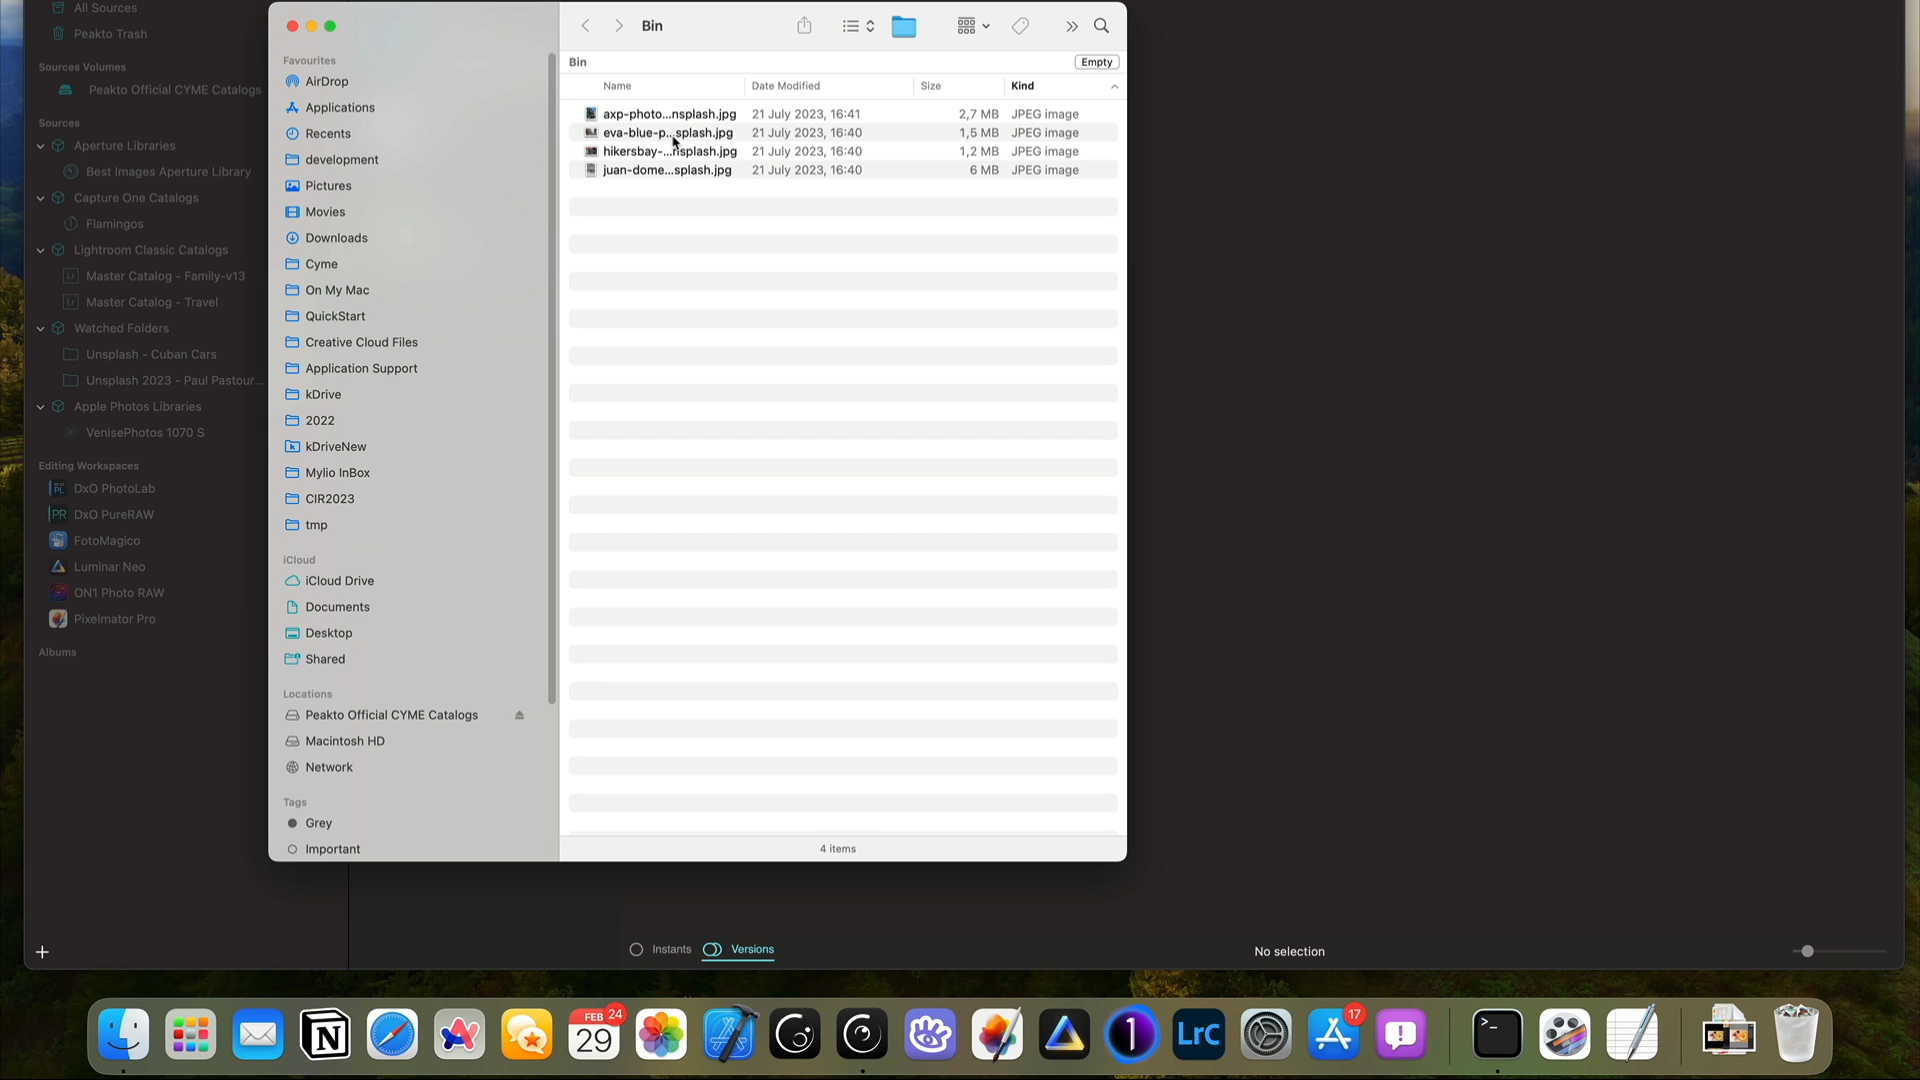 All Sources
Peakto Trash
Sources Volumes
Peakto Official CYME Catalogs
Sources
Aperture Libraries
Best Images Aperture Library
Capture One Catalogs
Flamingos
Lightroom Classic Catalogs
Master Catalog - Family-v13
Master Catalog - Travel
Watched Folders
Unsplash - Cuban Cars
Unsplash 2023 - Paul Pastour...
Apple Photos Libraries
VenisePhotos 1070 S
Editing Workspaces
DxO PhotoLab
DxO PureRAW
FotoMagico
Luminar Neo
ON1 Photo RAW
Pixelmator Pro
Albums
Favourites
AirDrop
Applications
Recents
development
Pictures
Movies
Downloads
Cyme
On My Mac
QuickStart
Creative Cloud Files
Application Support
kDrive
2022
kDriveNew
Mylio InBox
CIR2023
tmp
iCloud
iCloud Drive
Documents
Desktop
Shared
Locations
Peakto Official CYME Catalogs
Macintosh HD
Network
Tags
Grey
Important
Bin
Bin Empty
Name Date Modified Size Kind
axp-photo...nsplash.jpg 21 July 2023, 16:41 2,7 MB JPEG image
eva-blue-p...splash.jpg 21 July 2023, 16:40 1,5 MB JPEG image
hikersbay-...nsplash.jpg 21 July 2023, 16:40 1,2 MB JPEG image
juan-dome...splash.jpg 21 July 2023, 16:40 6 MB JPEG image
4 items
Instants Versions No selection
FEB 24
29
LrC
17